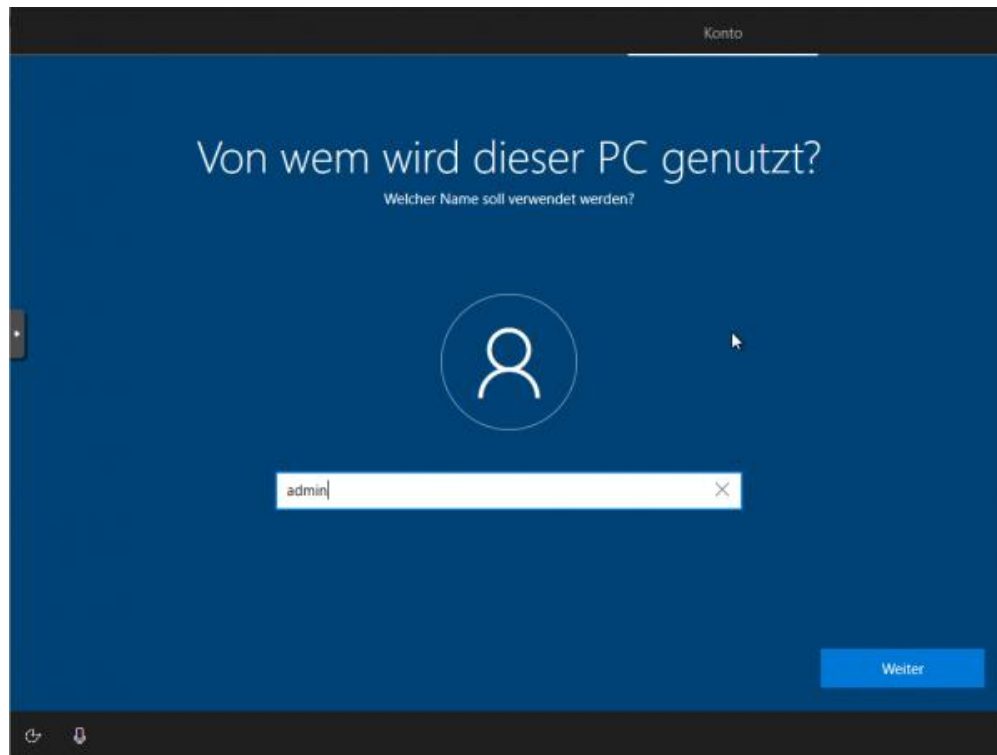 Konto
Von wem wird dieser PC genutzt?
Welcher Name soll verwendet werden?
admin
Weiter